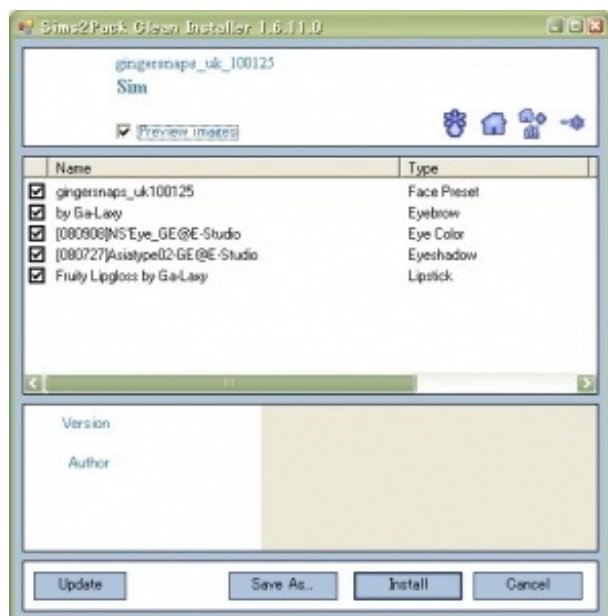 Sims2Pack Clean Installer 1.6.11.0
gingersnaps_uk_100125
Sim
Preview images
Name Type
gingersnaps_uk100125 Face Preset
by Ga-Laxy Eyebrow
[080908]NS'Eye_GE@E-Studio Eye Color
[080727]Asiatype02-GE@E-Studio Eyeshadow
Fruity Lipgloss by Ga-Laxy Lipstick
Version
Author
Update Save As... Install Cancel